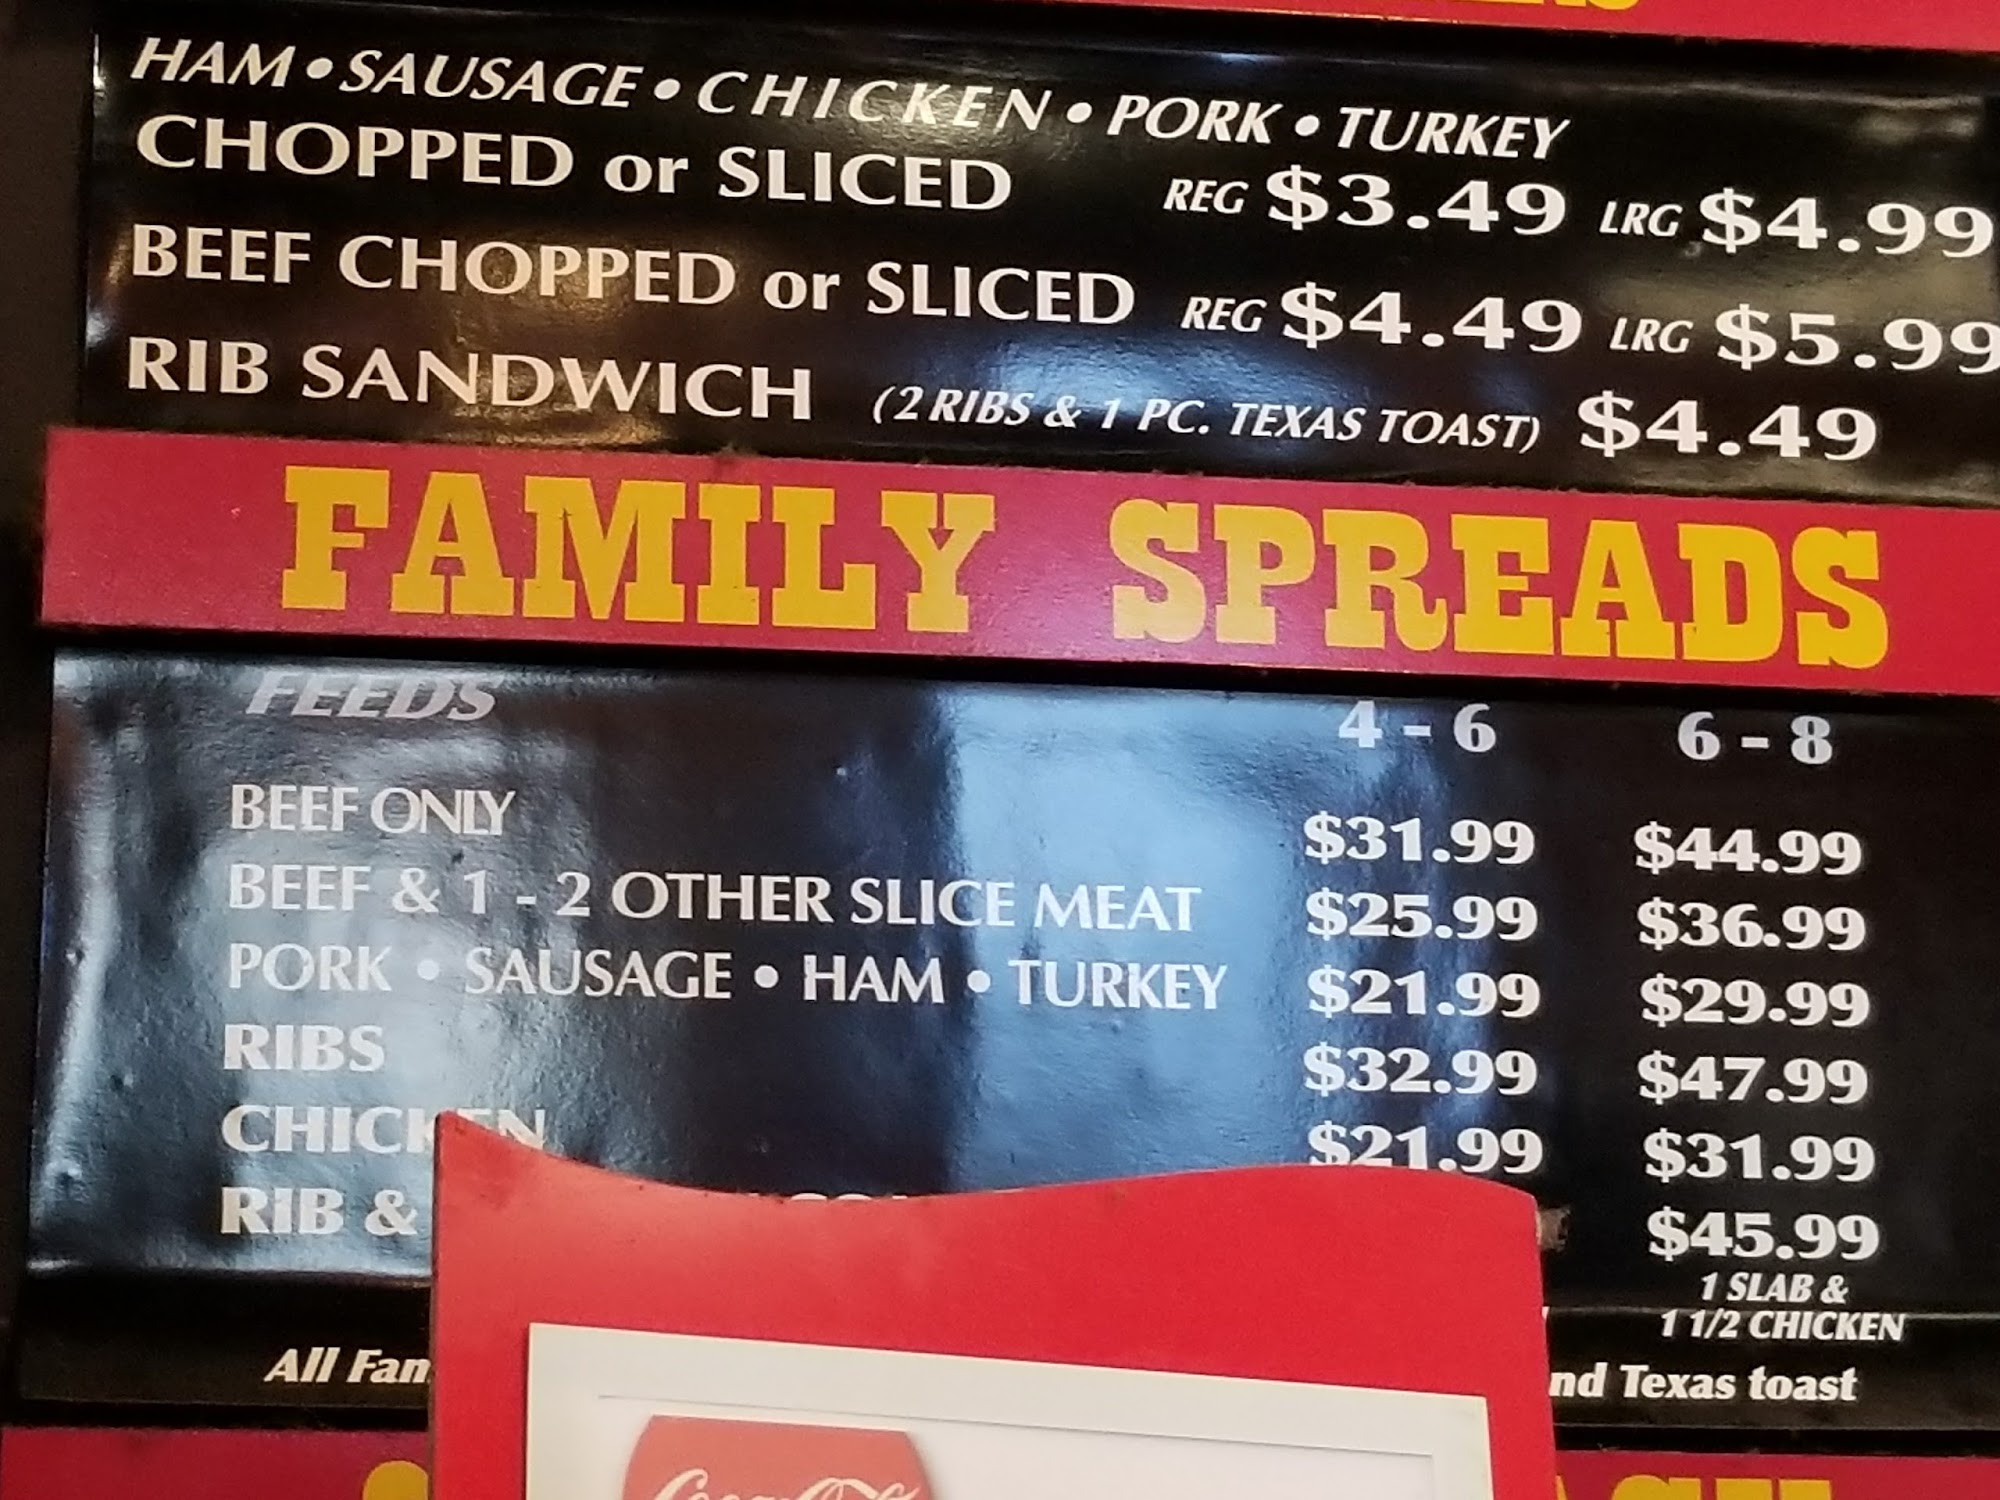 HAM • SAUSAGE • CHICKEN • PORK • TURKEY
CHOPPED or SLICED REG $3.49 LRG $4.99
BEEF CHOPPED or SLICED REG $4.49 LRG $5.99
RIB SANDWICH (2 RIBS & 1 PC. TEXAS TOAST) $4.49
FAMILY SPREADS
FEEDS 4 - 6 6 - 8
BEEF ONLY $31.99 $44.99
BEEF & 1 - 2 OTHER SLICE MEAT $25.99 $36.99
PORK • SAUSAGE • HAM • TURKEY $21.99 $29.99
RIBS $32.99 $47.99
CHICKEN $21.99 $31.99
RIB & $45.99
1 SLAB &
1 1/2 CHICKEN
All Texas toast
Coca-Cola